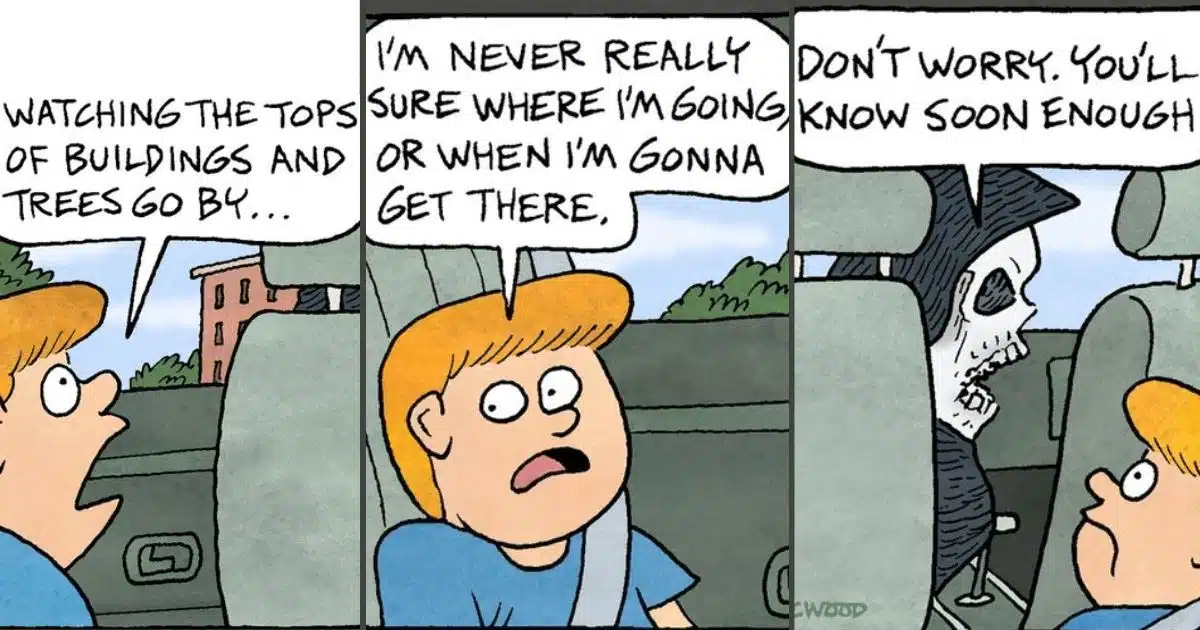 WATCHING THE TOPS
OF BUILDINGS AND
TREES GO BY...
I'M NEVER REALLY
SURE WHERE I'M GOING,
OR WHEN I'M GONNA
GET THERE.
DON'T WORRY. YOU'LL
KNOW SOON ENOUGH
WOOD